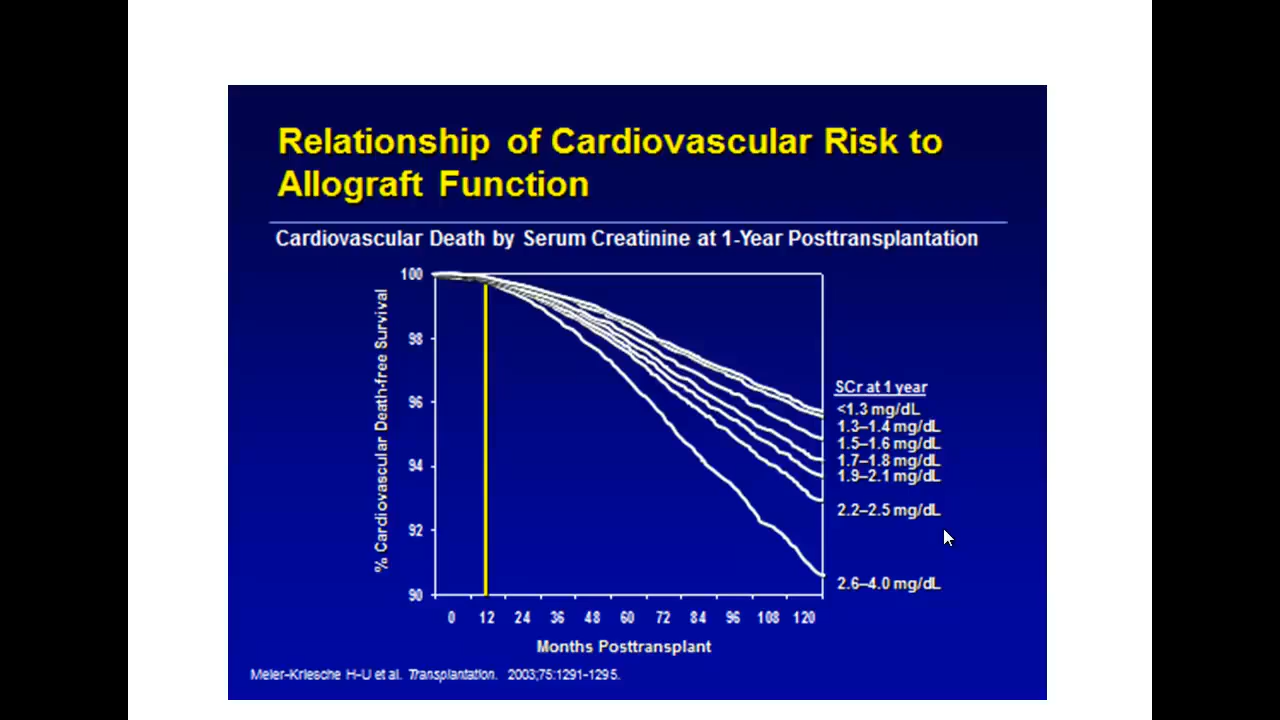 Relationship of Cardiovascular Risk to
Allograft Function
Cardiovascular Death by Serum Creatinine at 1-Year Posttransplantation
% Cardiovascular Death-free Survival
100
98
96
94
92
90
0 12 24 36 48 60 72 84 96 108 120
Months Posttransplant
SCr at 1 year
<1.3 mg/dL
1.3–1.4 mg/dL
1.5–1.6 mg/dL
1.7–1.8 mg/dL
1.9–2.1 mg/dL
2.2–2.5 mg/dL
2.6–4.0 mg/dL
Meier-Kriesche H-U et al. Transplantation. 2003;75:1291-1295.